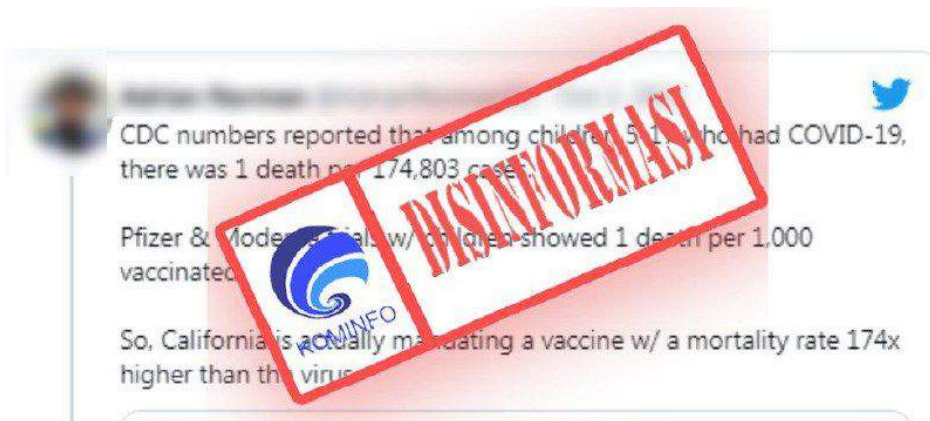 CDC numbers reported that among children 5-1 who had COVID-19,
there was 1 death per 174,803 cases.
Pfizer & Moderna trials w/ children showed 1 death per 1,000
vaccinated
So, California is actually mandating a vaccine w/ a mortality rate 174x
higher than the virus
DISINFORMASI
KOMINFO